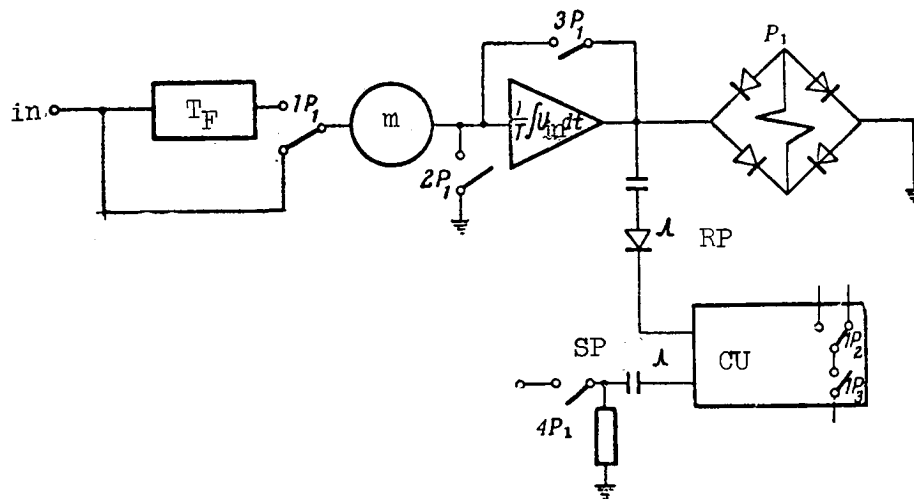 3P₁
P₁
in.
T_F
1P₁
m
1/T ∫U_in dt
2P₁
RP
SP
CU
1P₂
1P₃
4P₁